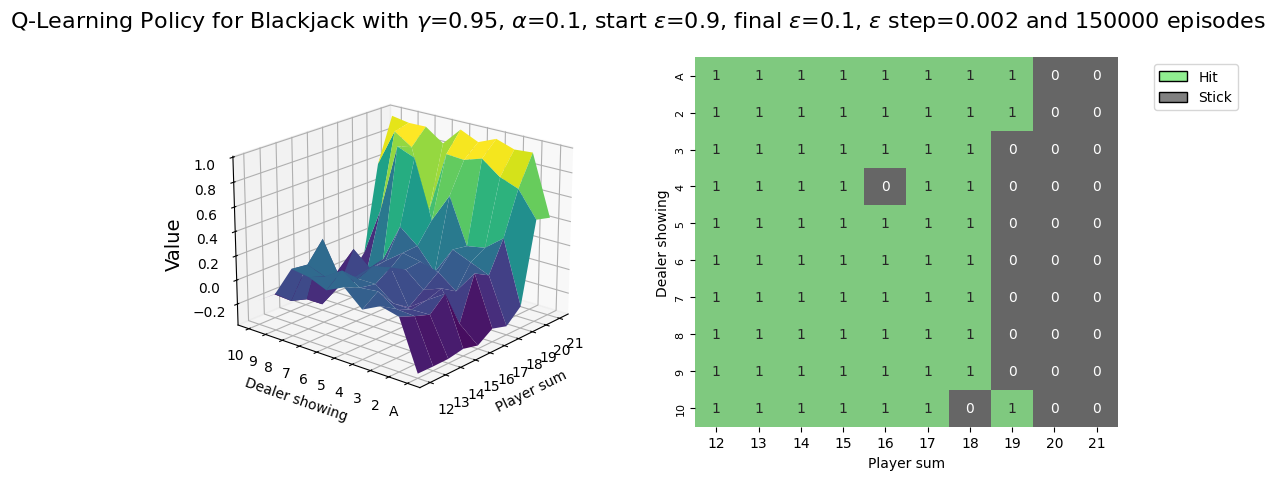 Q-Learning Policy for Blackjack with γ=0.95, α=0.1, start ε=0.9, final ε=0.1, ε step=0.002 and 150000 episodes
1.0
0.8
0.6
0.4
0.2
0.0
−0.2
Value
10 9 8 7 6 5 4 3 2 A
Dealer showing
12 13 14 15 16 17 18 19 20 21
Player sum
Dealer showing
A 1 1 1 1 1 1 1 1 0 0
2 1 1 1 1 1 1 1 1 0 0
3 1 1 1 1 1 1 1 0 0 0
4 1 1 1 1 0 1 1 0 0 0
5 1 1 1 1 1 1 1 0 0 0
6 1 1 1 1 1 1 1 0 0 0
7 1 1 1 1 1 1 1 0 0 0
8 1 1 1 1 1 1 1 0 0 0
9 1 1 1 1 1 1 1 0 0 0
10 1 1 1 1 1 1 0 1 0 0
12 13 14 15 16 17 18 19 20 21
Player sum
Hit
Stick